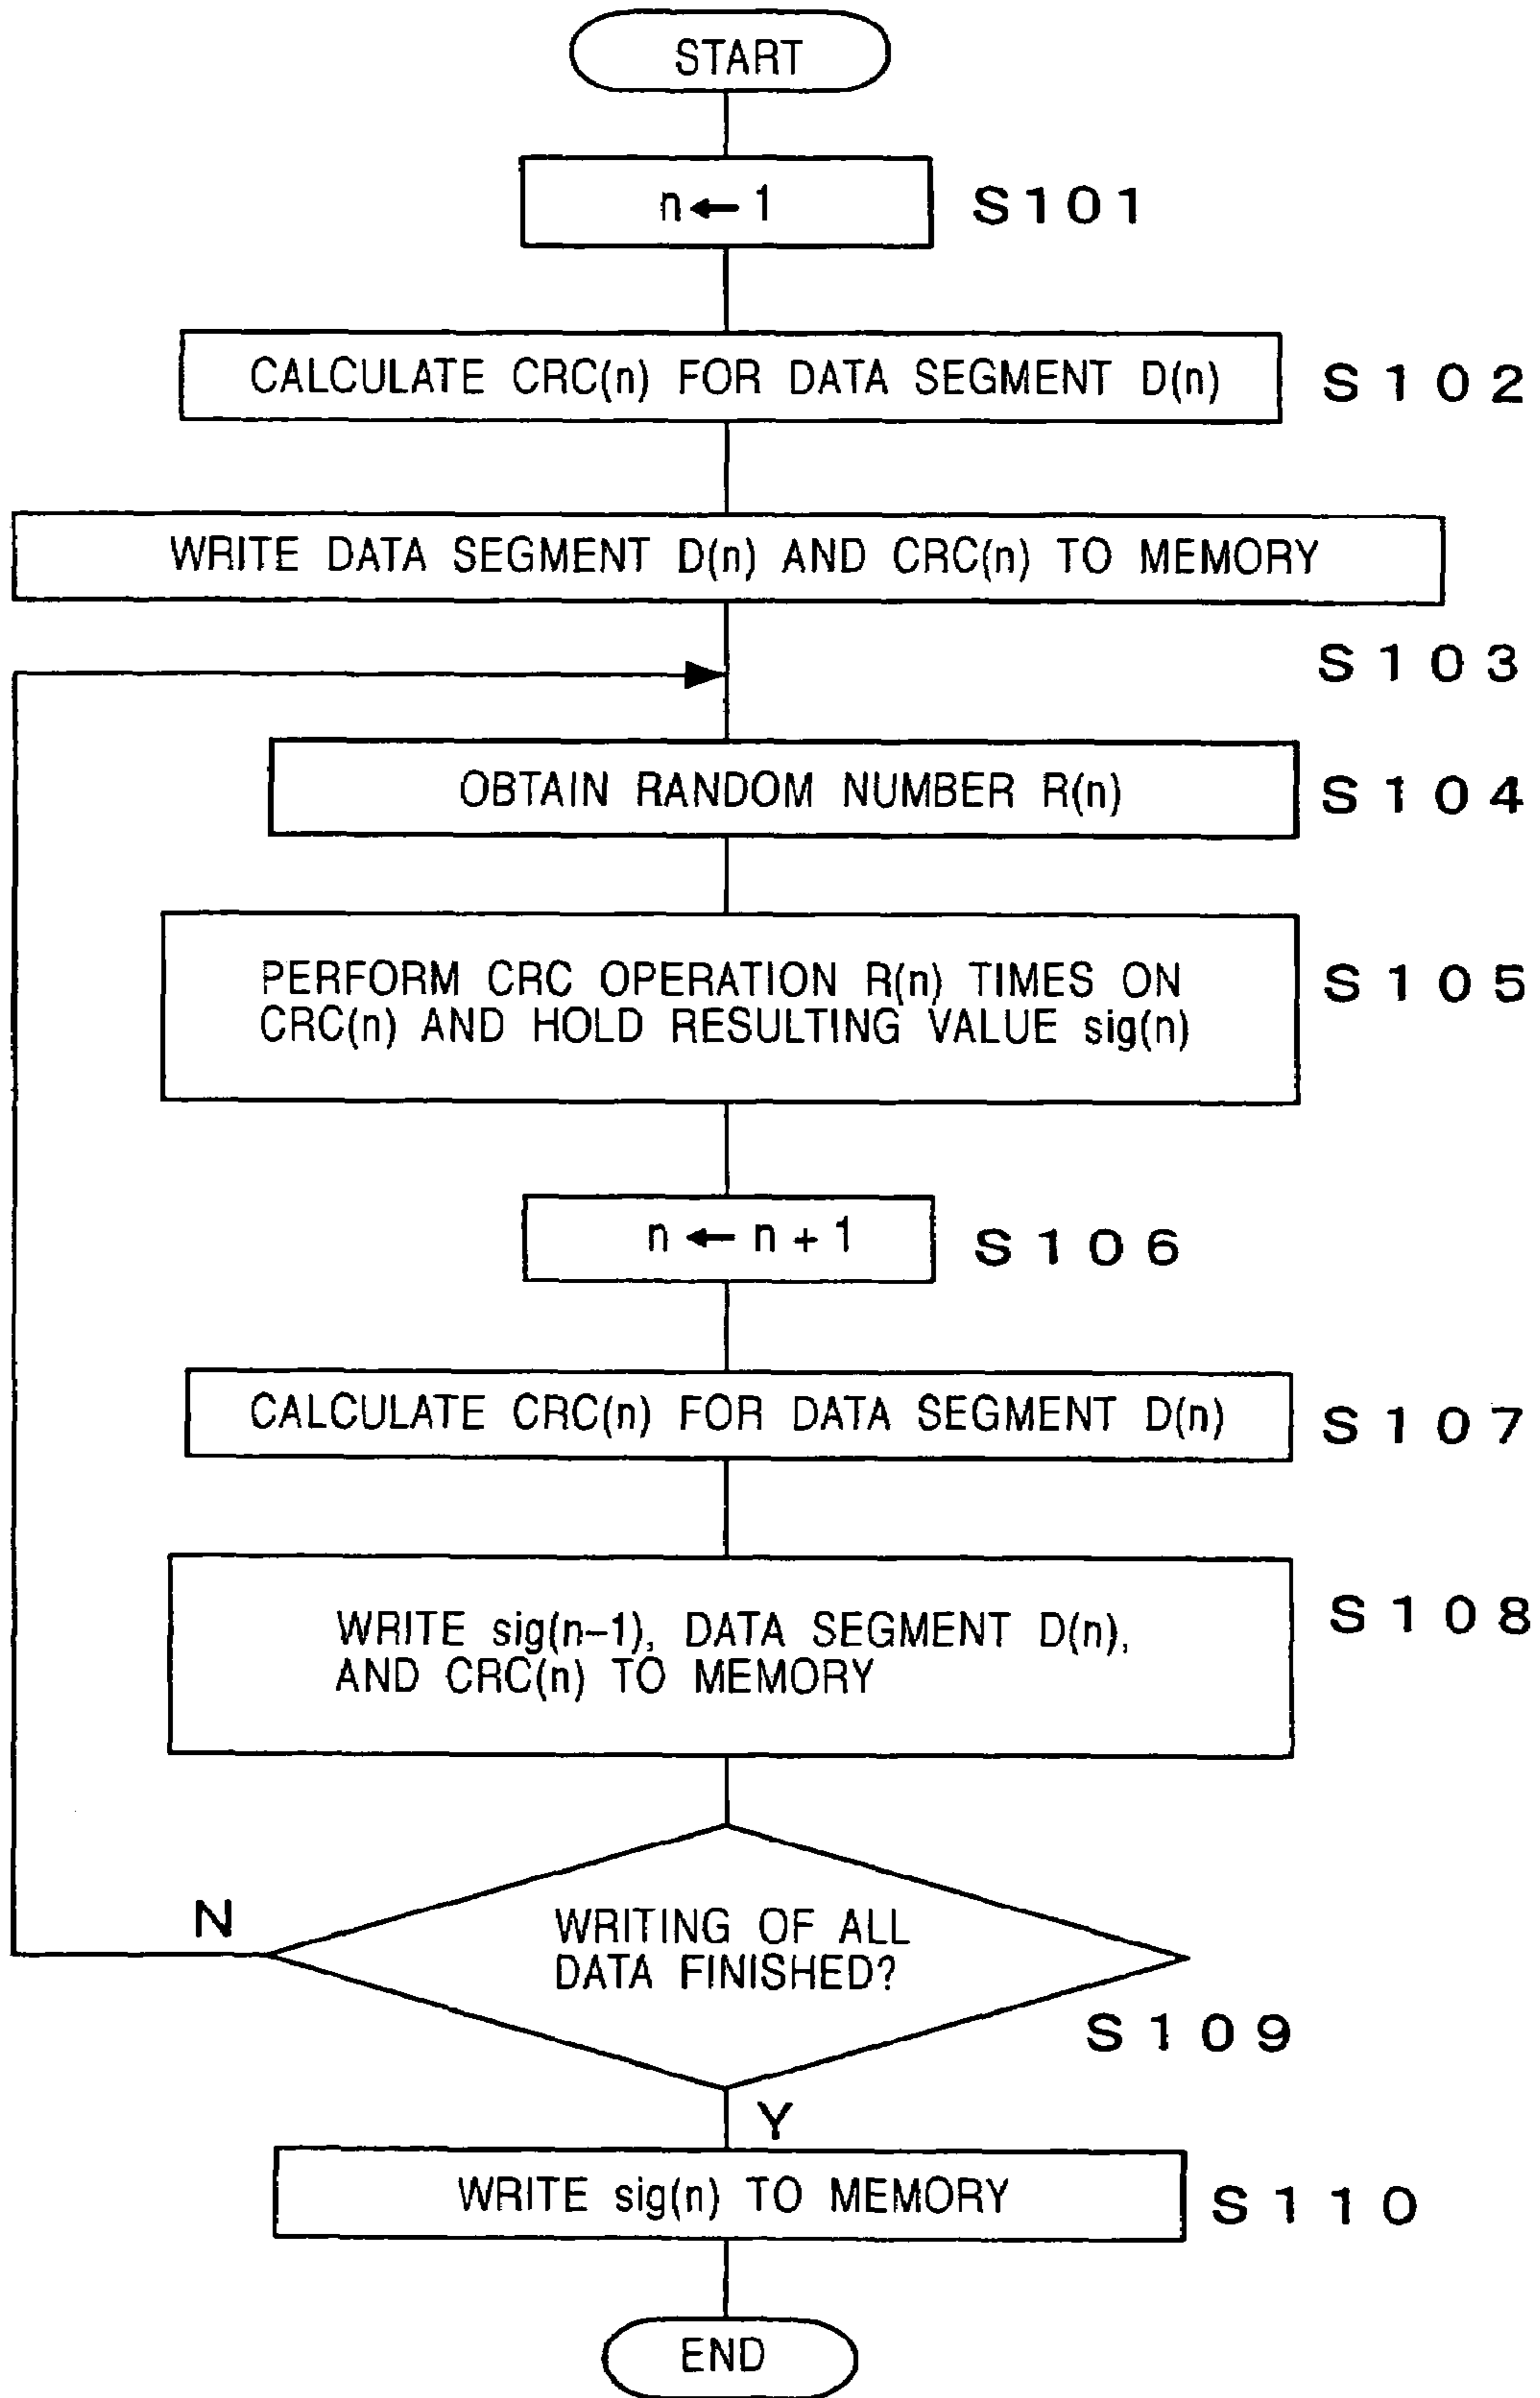 START
n ← 1
S101
CALCULATE CRC(n) FOR DATA SEGMENT D(n)
S102
WRITE DATA SEGMENT D(n) AND CRC(n) TO MEMORY
S103
OBTAIN RANDOM NUMBER R(n)
S104
PERFORM CRC OPERATION R(n) TIMES ON
CRC(n) AND HOLD RESULTING VALUE sig(n)
S105
n ← n + 1
S106
CALCULATE CRC(n) FOR DATA SEGMENT D(n)
S107
WRITE sig(n-1), DATA SEGMENT D(n),
AND CRC(n) TO MEMORY
S108
N
WRITING OF ALL
DATA FINISHED?
S109
Y
WRITE sig(n) TO MEMORY
S110
END